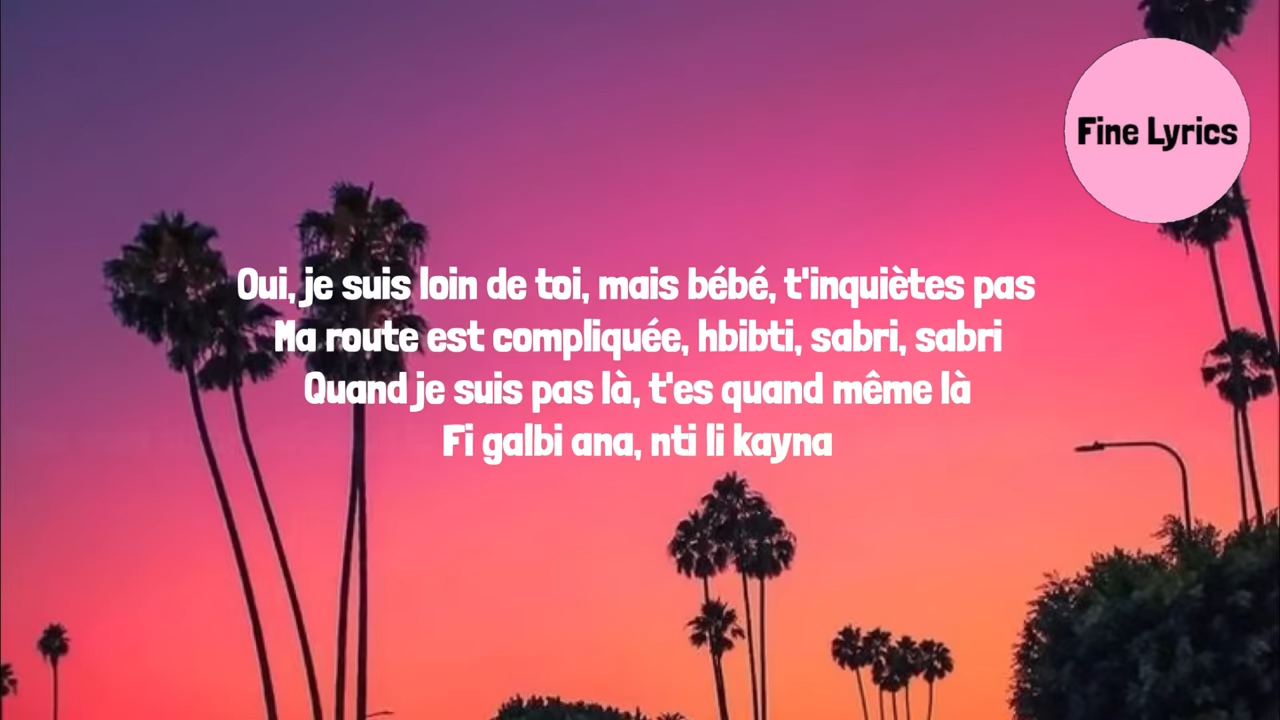 Fine Lyrics
Oui, je suis loin de toi, mais bébé, t'inquiètes pas
Ma route est compliquée, hbibti, sabri, sabri
Quand je suis pas là, t'es quand même là
Fi galbi ana, nti li kayna